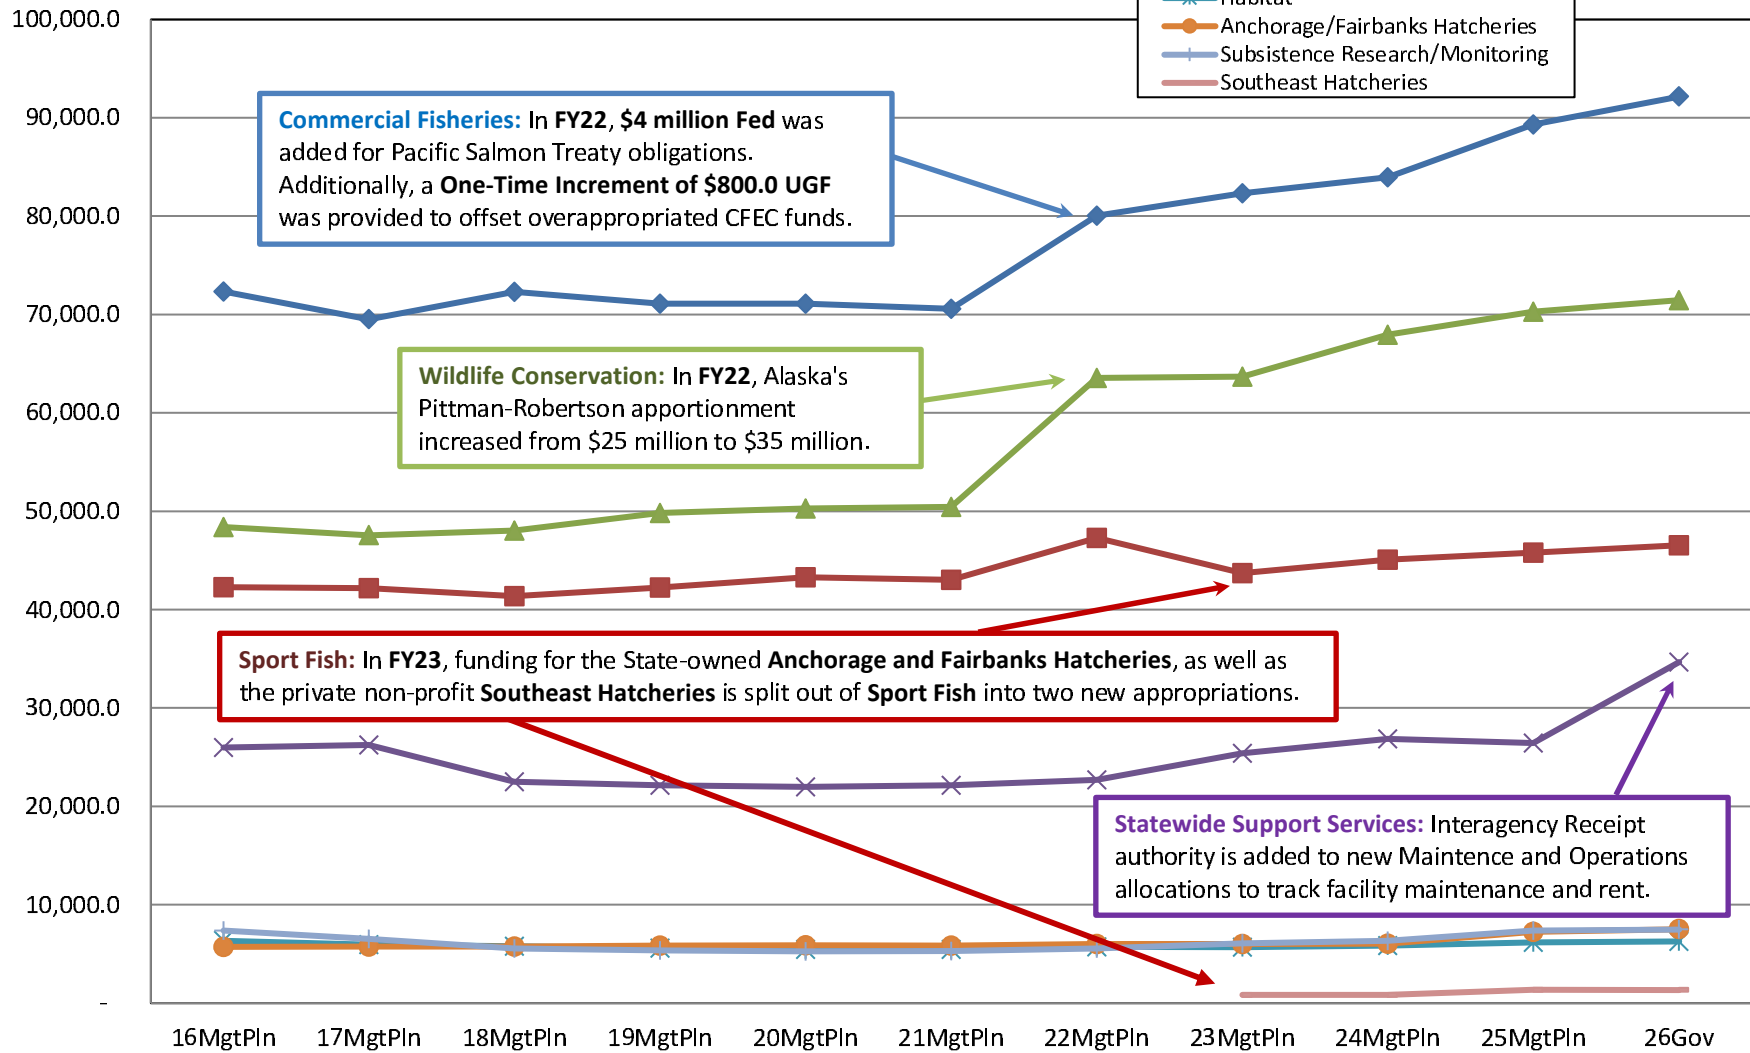 Habitat
Anchorage/Fairbanks Hatcheries
Subsistence Research/Monitoring
Southeast Hatcheries
100,000.0
90,000.0
80,000.0
70,000.0
60,000.0
50,000.0
40,000.0
30,000.0
20,000.0
10,000.0
-
Commercial Fisheries: In FY22, $4 million Fed was
added for Pacific Salmon Treaty obligations.
Additionally, a One-Time Increment of $800.0 UGF
was provided to offset overappropriated CFEC funds.
Wildlife Conservation: In FY22, Alaska's
Pittman-Robertson apportionment
increased from $25 million to $35 million.
Sport Fish: In FY23, funding for the State-owned Anchorage and Fairbanks Hatcheries, as well as
the private non-profit Southeast Hatcheries is split out of Sport Fish into two new appropriations.
Statewide Support Services: Interagency Receipt
authority is added to new Maintence and Operations
allocations to track facility maintenance and rent.
16MgtPln 17MgtPln 18MgtPln 19MgtPln 20MgtPln 21MgtPln 22MgtPln 23MgtPln 24MgtPln 25MgtPln 26Gov